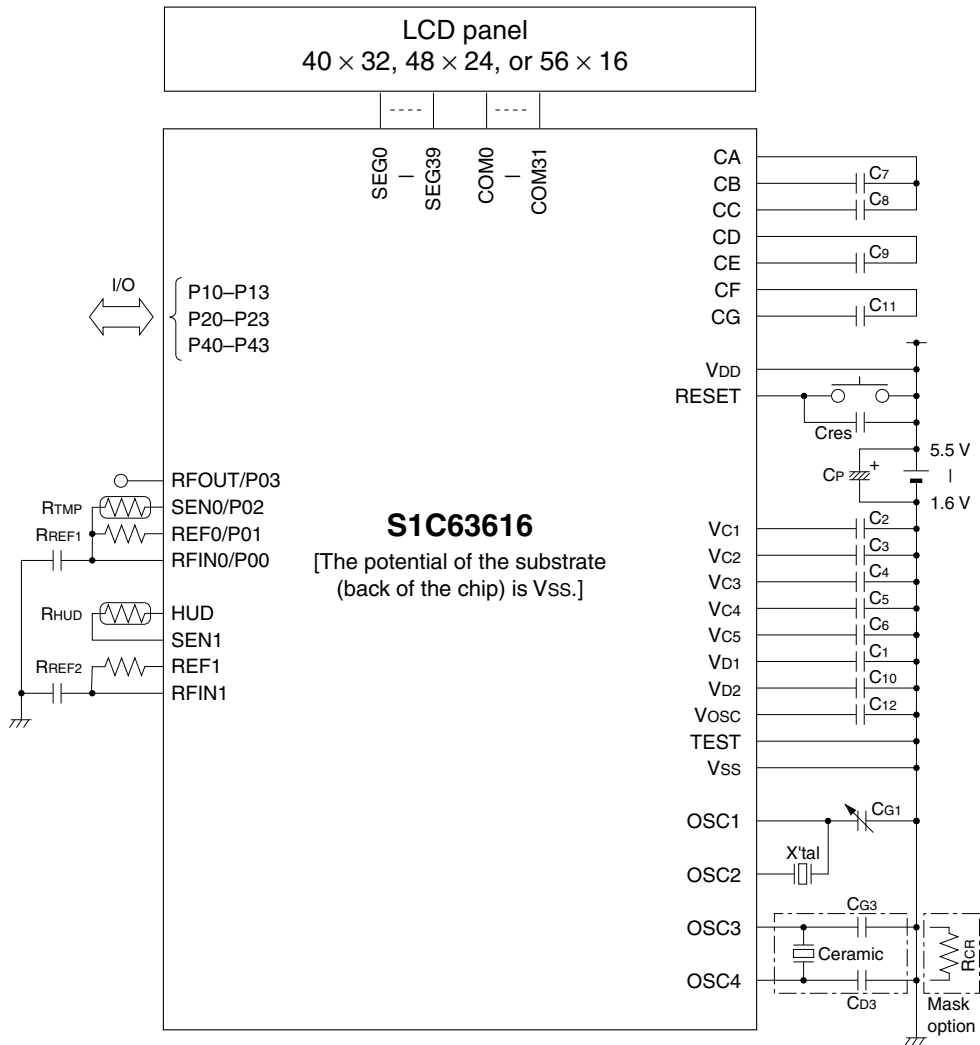 LCD panel
40 × 32, 48 × 24, or 56 × 16
SEG0
|
SEG39
COM0
|
COM31
I/O
P10–P13
P20–P23
P40–P43
RFOUT/P03
RTMP
SEN0/P02
RREF1
REF0/P01
RFIN0/P00
RHUD
HUD
SEN1
RREF2
REF1
RFIN1
S1C63616
[The potential of the substrate
(back of the chip) is VSS.]
CA
CB
C7
CC
C8
CD
CE
C9
CF
CG
C11
VDD
RESET
Cres
CP
+
5.5 V
|
1.6 V
VC1
C2
VC2
C3
VC3
C4
VC4
C5
VC5
C6
VD1
C1
VD2
C10
VOSC
C12
TEST
VSS
OSC1
CG1
X'tal
OSC2
CG3
OSC3
Ceramic
RCR
OSC4
CD3
Mask
option